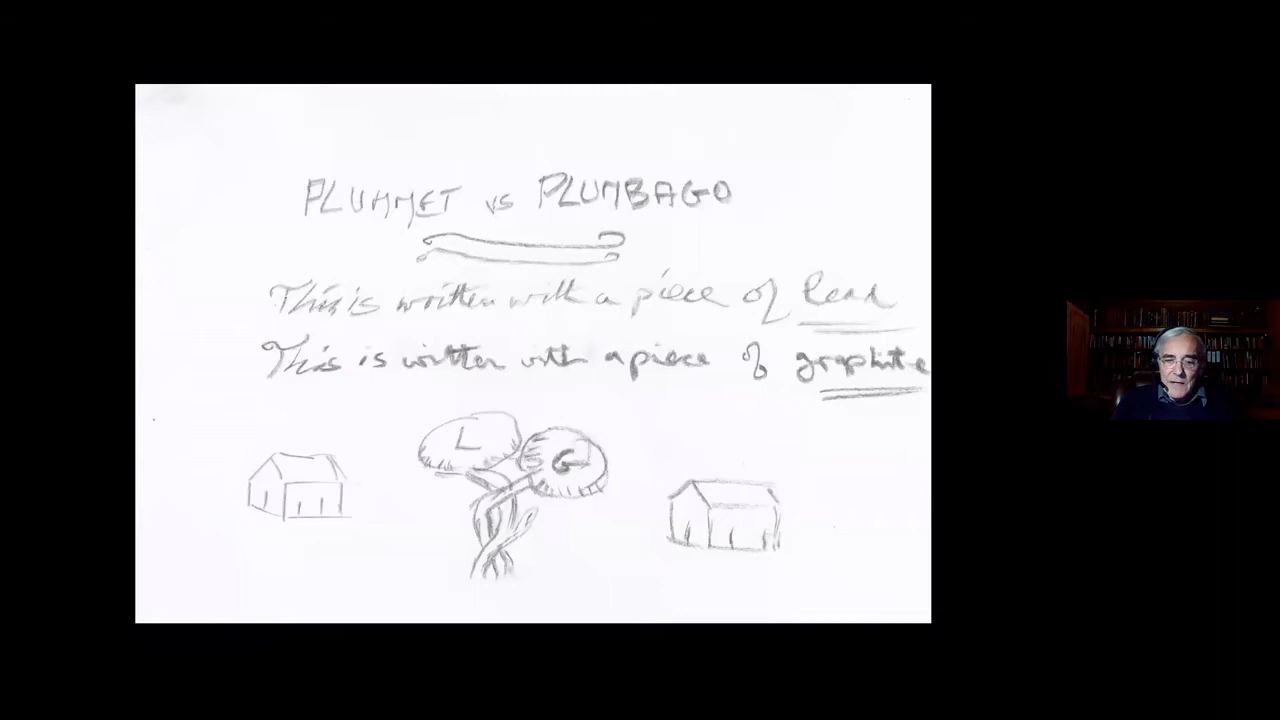 PLUMMET vs PLUMBAGO
This is written with a piece of lead
This is written with a piece of graphite
L
G